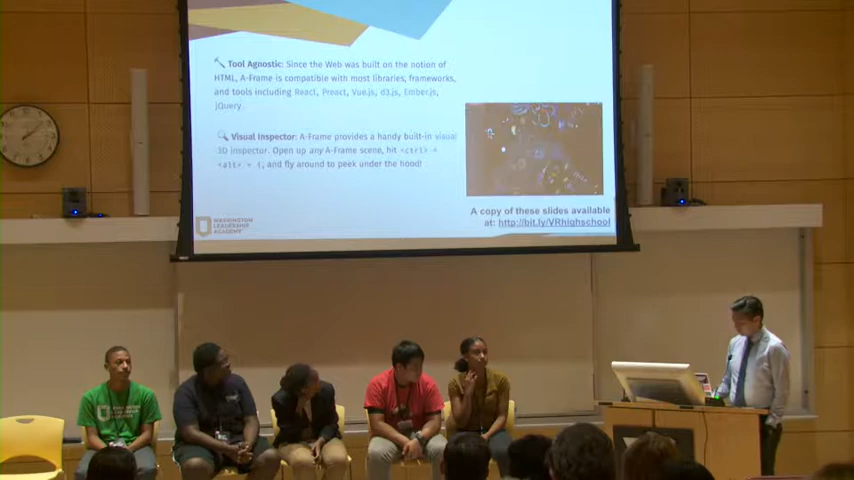 Tool Agnostic: Since the Web was built on the notion of
HTML, A-Frame is compatible with most libraries, frameworks,
and tools including React, Preact, Vue.js, d3.js, Ember.js,
jQuery.
Visual Inspector: A-Frame provides a handy built-in visual
3D inspector. Open up any A-Frame scene, hit <ctrl> +
<alt> + i, and fly around to peek under the hood!
A copy of these slides available
at: http://bit.ly/VRhighschool
WASHINGTON
LEADERSHIP
ACADEMY